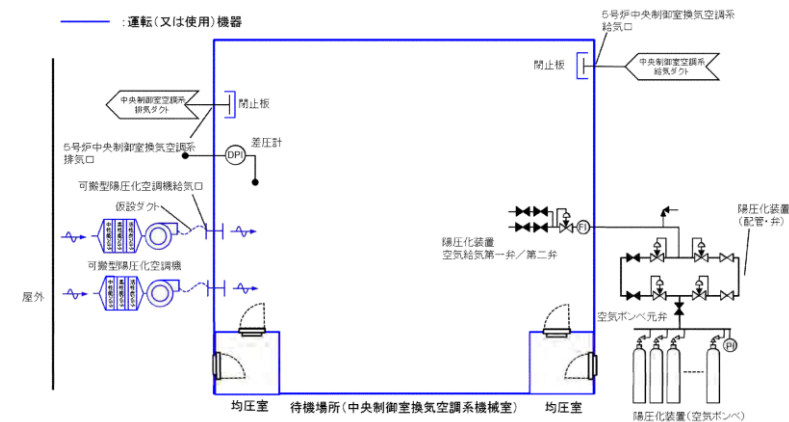 ：運転（又は使用）機器
5号炉中央制御室換気空調系
給気口
閉止板
中央制御室空調系
給気ダクト
中央制御室空調系
排気ダクト
閉止板
5号炉中央制御室換気空調系
排気口
差圧計
DPI
可搬型陽圧化空調機給気口
仮設ダクト
可搬型陽圧化空調機
屋外
陽圧化装置
空気給気第一弁／第二弁
FI
陽圧化装置
（配管・弁）
空気ボンベ元弁
PI
陽圧化装置（空気ボンベ）
均圧室
待機場所（中央制御室換気空調系機械室）
均圧室